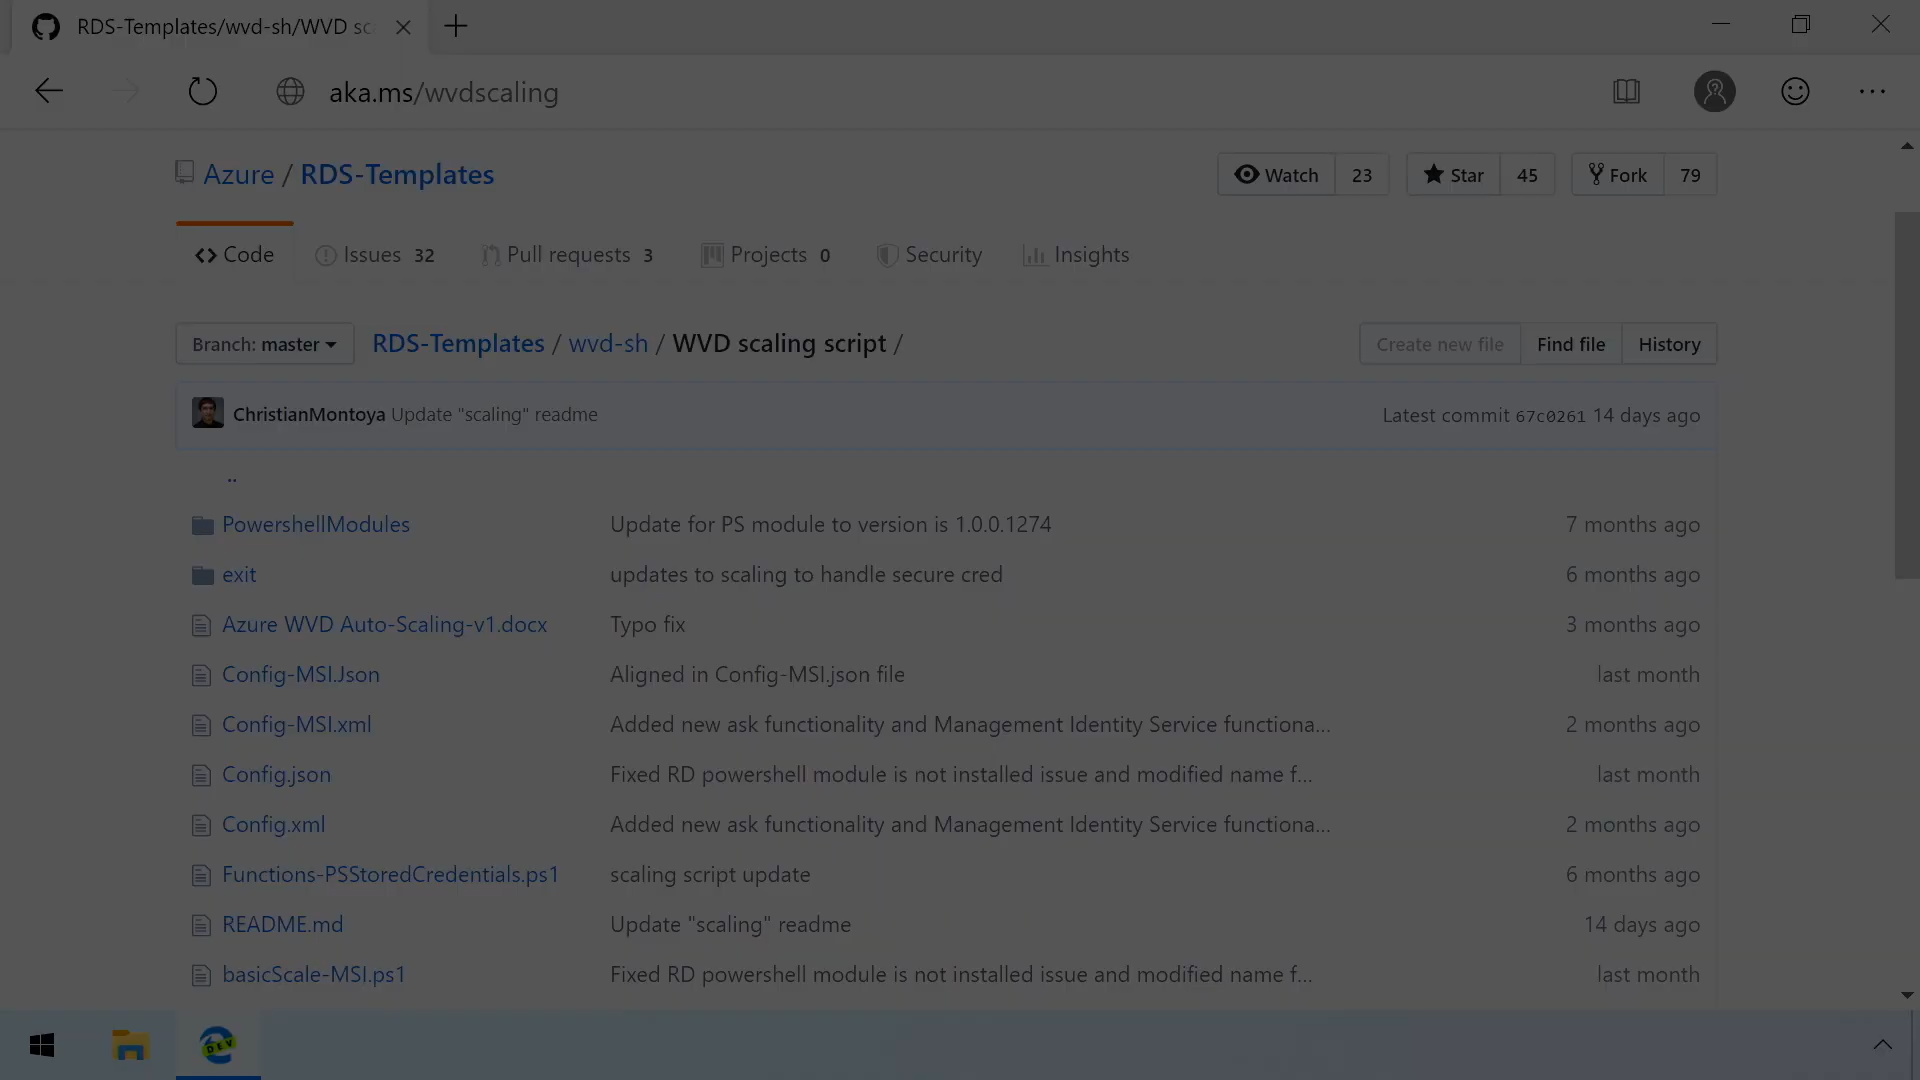 RDS-Templates/wvd-sh/WVD sc
aka.ms/wvdscaling
Azure / RDS-Templates
Watch 23 Star 45 Fork 79
Code Issues 32 Pull requests 3 Projects 0 Security Insights
Branch: master RDS-Templates / wvd-sh / WVD scaling script / Create new file Find file History
ChristianMontoya Update "scaling" readme Latest commit 67c0261 14 days ago
..
PowershellModules Update for PS module to version is 1.0.0.1274 7 months ago
exit updates to scaling to handle secure cred 6 months ago
Azure WVD Auto-Scaling-v1.docx Typo fix 3 months ago
Config-MSI.Json Aligned in Config-MSI.json file last month
Config-MSI.xml Added new ask functionality and Management Identity Service functiona... 2 months ago
Config.json Fixed RD powershell module is not installed issue and modified name f... last month
Config.xml Added new ask functionality and Management Identity Service functiona... 2 months ago
Functions-PSStoredCredentials.ps1 scaling script update 6 months ago
README.md Update "scaling" readme 14 days ago
basicScale-MSI.ps1 Fixed RD powershell module is not installed issue and modified name f... last month
DEV